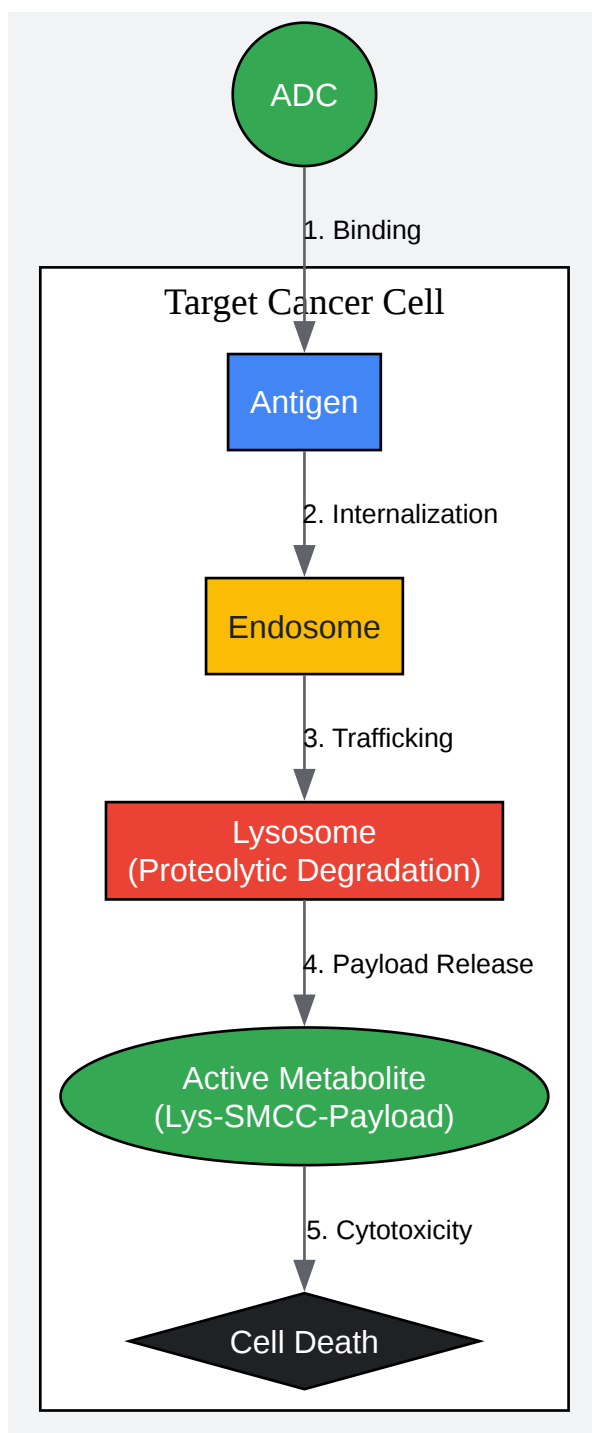 ADC
1. Binding
Target Cancer Cell
Antigen
2. Internalization
Endosome
3. Trafficking
Lysosome
(Proteolytic Degradation)
4. Payload Release
Active Metabolite
(Lys-SMCC-Payload)
5. Cytotoxicity
Cell Death